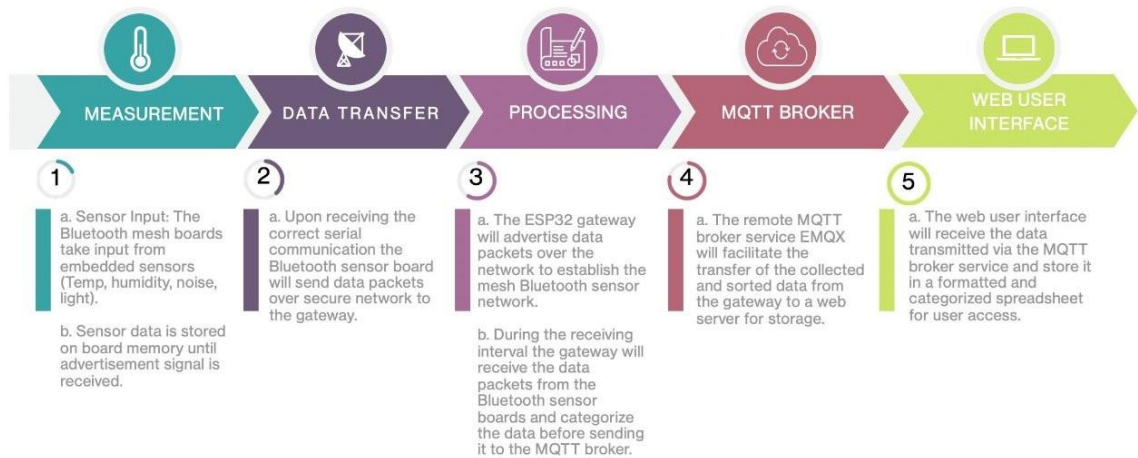 MEASUREMENT
DATA TRANSFER
PROCESSING
MQTT BROKER
WEB USER
INTERFACE
1
a. Sensor Input: The
Bluetooth mesh boards
take input from
embedded sensors
(Temp, humidity, noise,
light).
b. Sensor data is stored
on board memory until
advertisement signal is
received.
2
a. Upon receiving the
correct serial
communication the
Bluetooth sensor board
will send data packets
over secure network to
the gateway.
3
a. The ESP32 gateway
will advertise data
packets over the
network to establish the
mesh Bluetooth sensor
network.
b. During the receiving
interval the gateway will
receive the data
packets from the
Bluetooth sensor
boards and categorize
the data before sending
it to the MQTT broker.
4
a. The remote MQTT
broker service EMQX
will facilitate the
transfer of the collected
and sorted data from
the gateway to a web
server for storage.
5
a. The web user interface
will receive the data
transmitted via the MQTT
broker service and store it
in a formatted and
categorized spreadsheet
for user access.